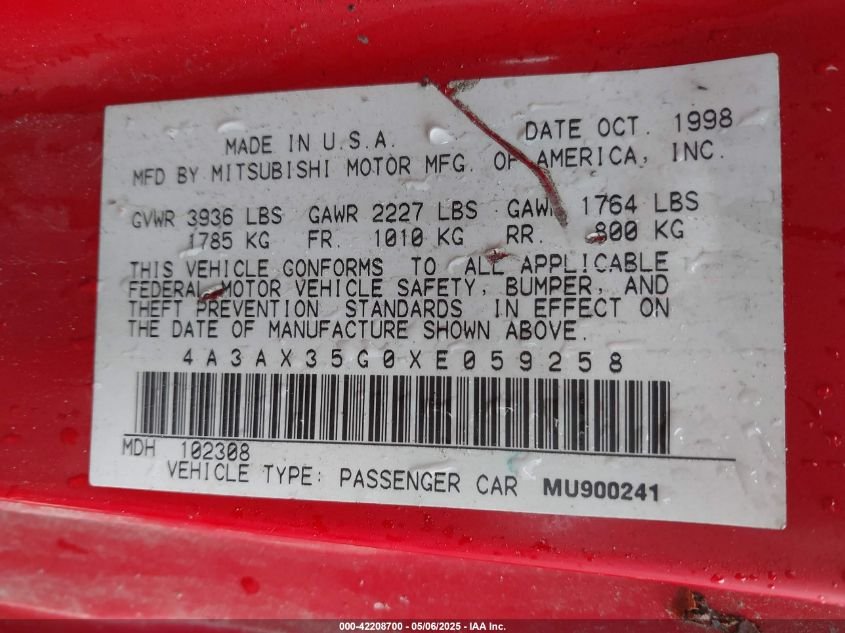 MADE IN U.S.A. DATE OCT. 1998
MFD BY MITSUBISHI MOTOR MFG. OF AMERICA, INC.
GVWR 3936 LBS GAWR 2227 LBS GAWR 1764 LBS
1785 KG FR. 1010 KG RR. 800 KG
THIS VEHICLE CONFORMS TO ALL APPLICABLE
FEDERAL MOTOR VEHICLE SAFETY, BUMPER, AND
THEFT PREVENTION STANDARDS IN EFFECT ON
THE DATE OF MANUFACTURE SHOWN ABOVE.
4A3AX35G0XE059258
MDH 102308
VEHICLE TYPE: PASSENGER CAR MU900241
000-42208700 - 05/06/2025 - IAA Inc.